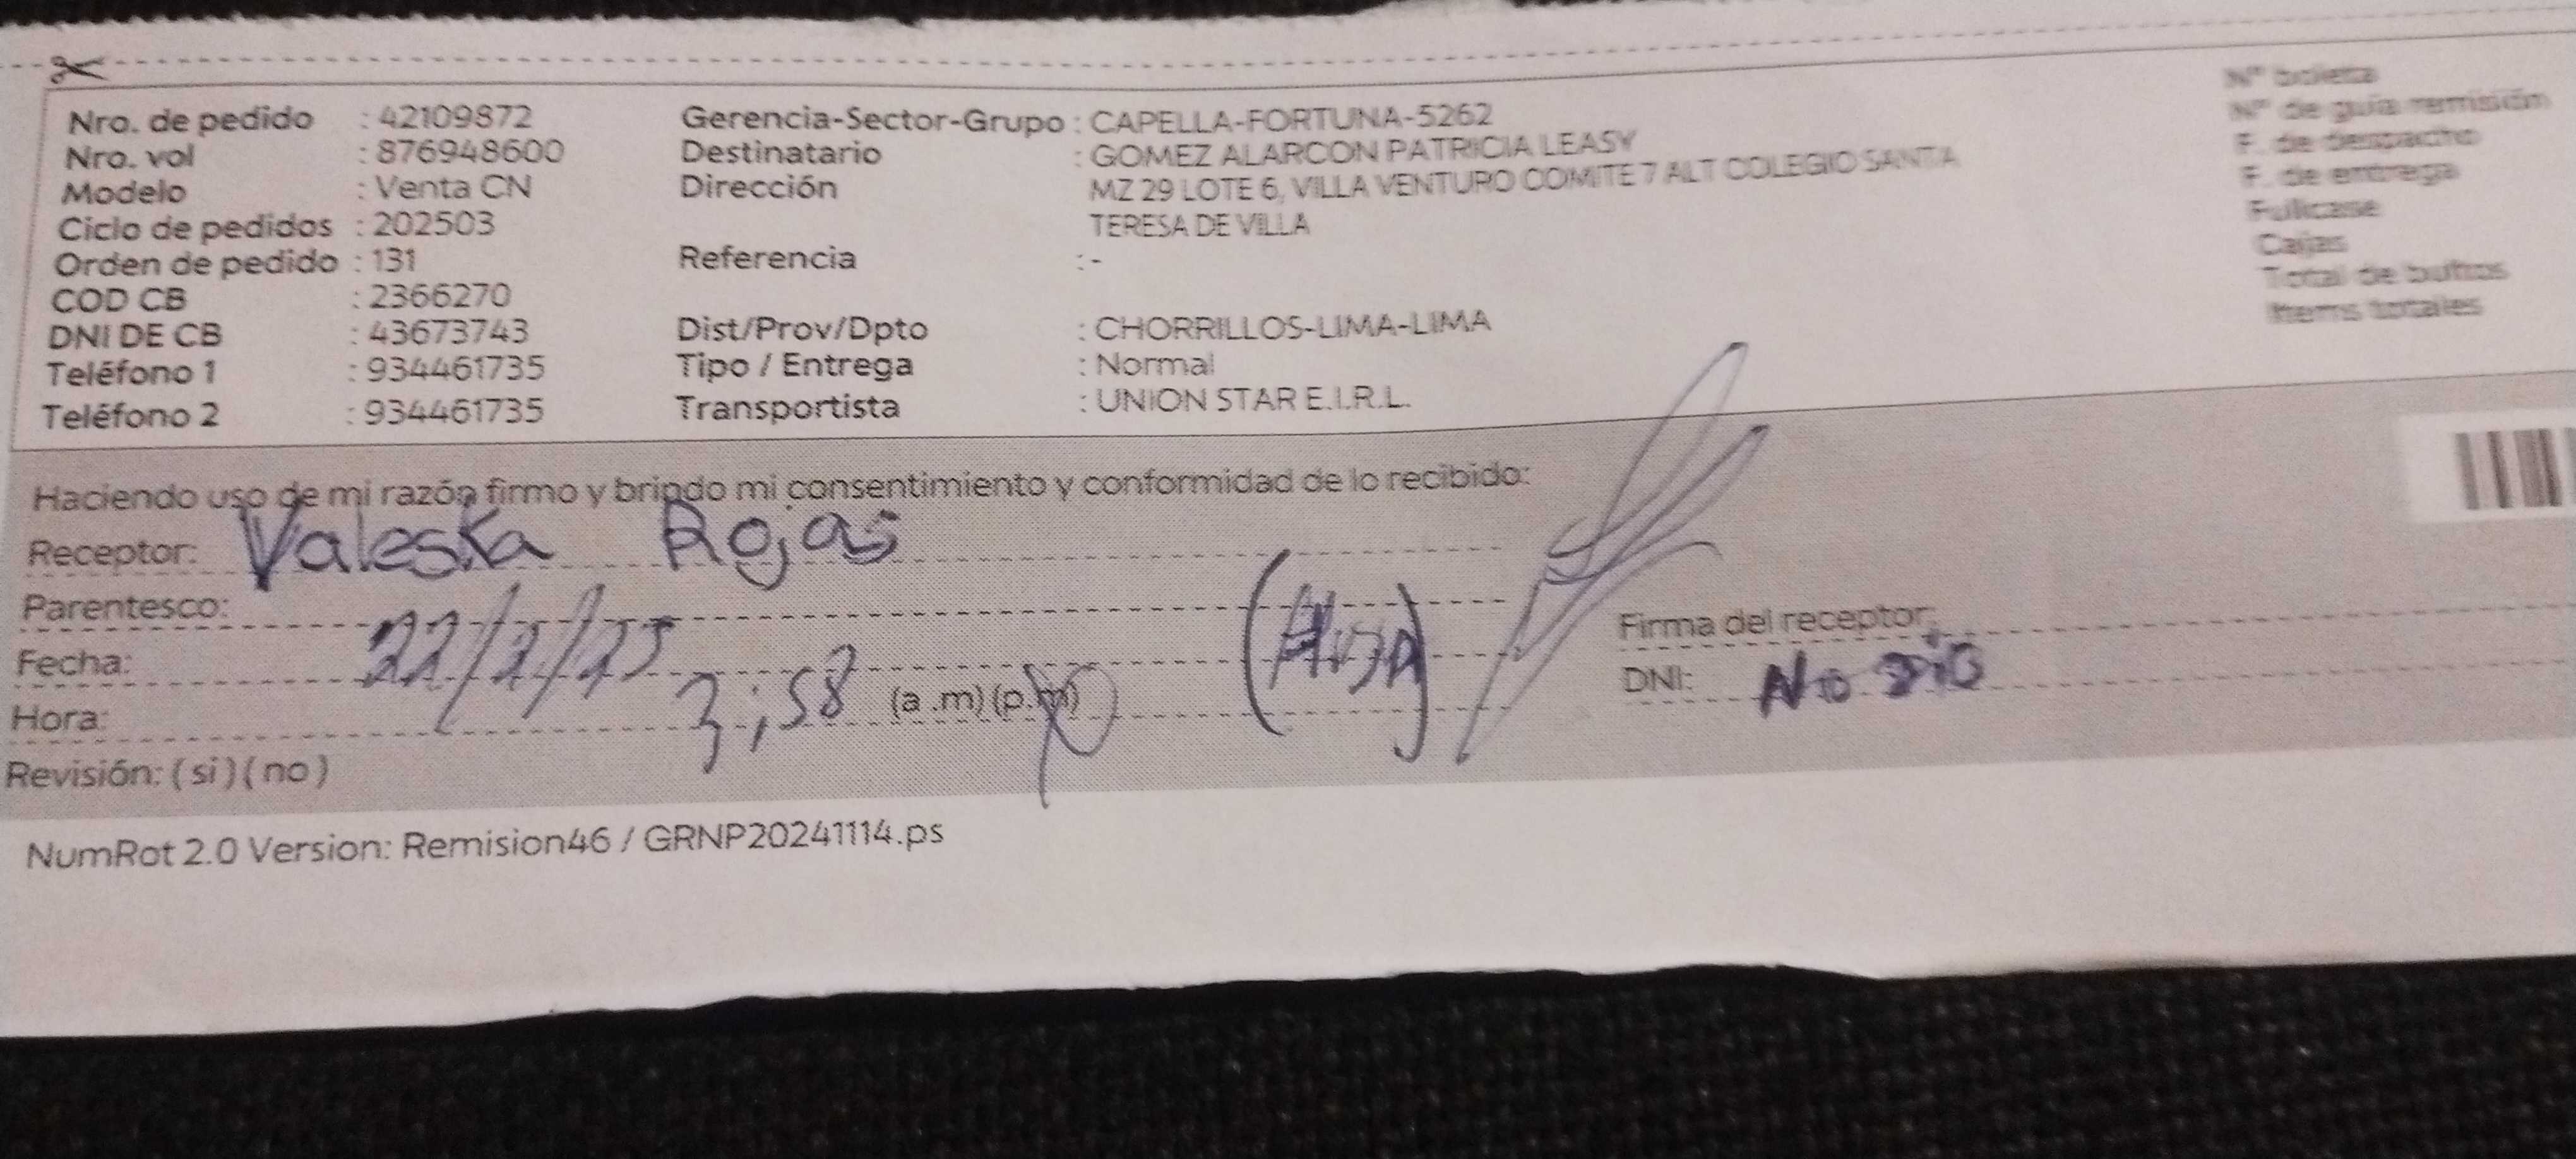 Nro. de pedido : 42109872 Gerencia-Sector-Grupo : CAPELLA-FORTUNA-5262 N° boleta
Nro. vol : 876948600 Destinatario : GOMEZ ALARCON PATRICIA LEASY N° de guia remisión
Modelo : Venta CN Dirección MZ 29 LOTE 6, VILLA VENTURO COMITE 7 ALT COLEGIO SANTA F. de despacho
Ciclo de pedidos : 202503 TERESA DE VILLA F. de entrega
Orden de pedido : 131 Referencia : - Fullcase
COD CB : 2366270 Cajas
DNI DE CB : 43673743 Dist/Prov/Dpto : CHORRILLOS-LIMA-LIMA Total de bultos
Teléfono 1 : 934461735 Tipo / Entrega : Normal Items totales
Teléfono 2 : 934461735 Transportista : UNION STAR E.I.R.L.
Haciendo uso de mi razón firmo y brindo mi consentimiento y conformidad de lo recibido:
Receptor: Valeska Rojas
Parentesco: Firma del receptor:
Fecha: 22/1/25 DNI: No dio
Hora: 3:58 (a .m) (p.m)
Revisión: ( si ) ( no )
NumRot 2.0 Version: Remision46 / GRNP20241114.ps